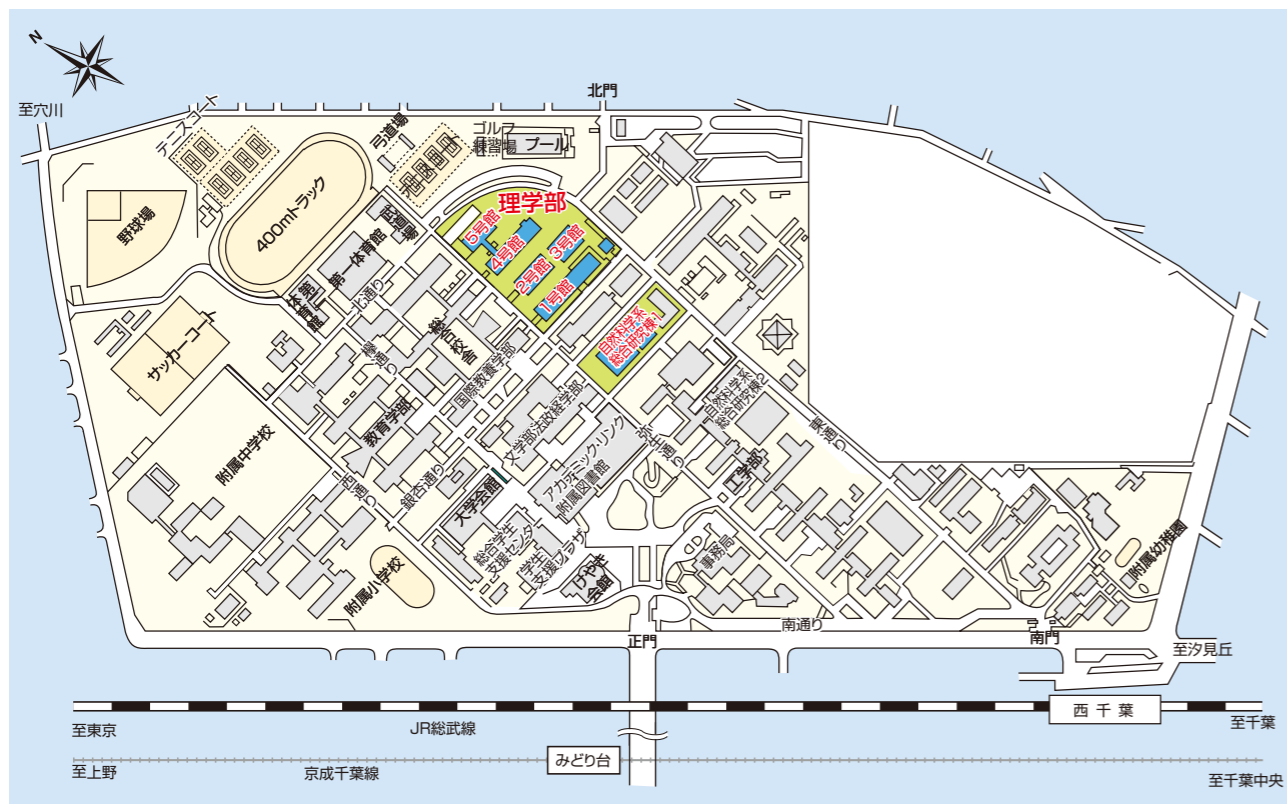 N
至穴川
北門
テニスコート
弓道場
ゴルフ
練習場
プール
野球場
400mトラック
武道場
理学部
5号館
4号館
3号館
2号館
1号館
第一体育館
第二
体育館
北通り
サッカーコート
欅通り
総合校舎
国際教養学部
自然科学系
総合研究棟・1
自然科学系
総合研究棟2
東通り
教育学部
文学部法政経学部
弥生通り
附属中学校
西通り
銀杏通り
大学会館
アカデミックリンク
附属図書館
工学部
総合学生
支援センター
学生
支援プラザ
けやき
会館
事務局
附属小学校
附属幼稚園
正門
南通り
南門
至汐見丘
西千葉
至東京
JR総武線
至千葉
みどり台
至上野
京成千葉線
至千葉中央